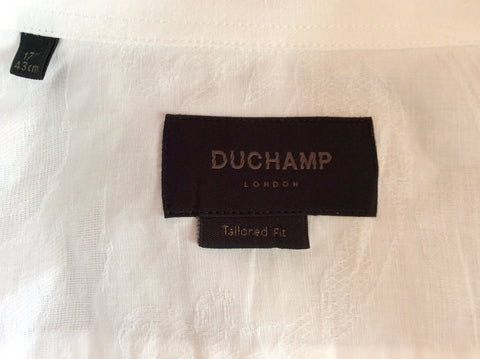 17"
43cm
DUCHAMP
LONDON
Tailored Fit